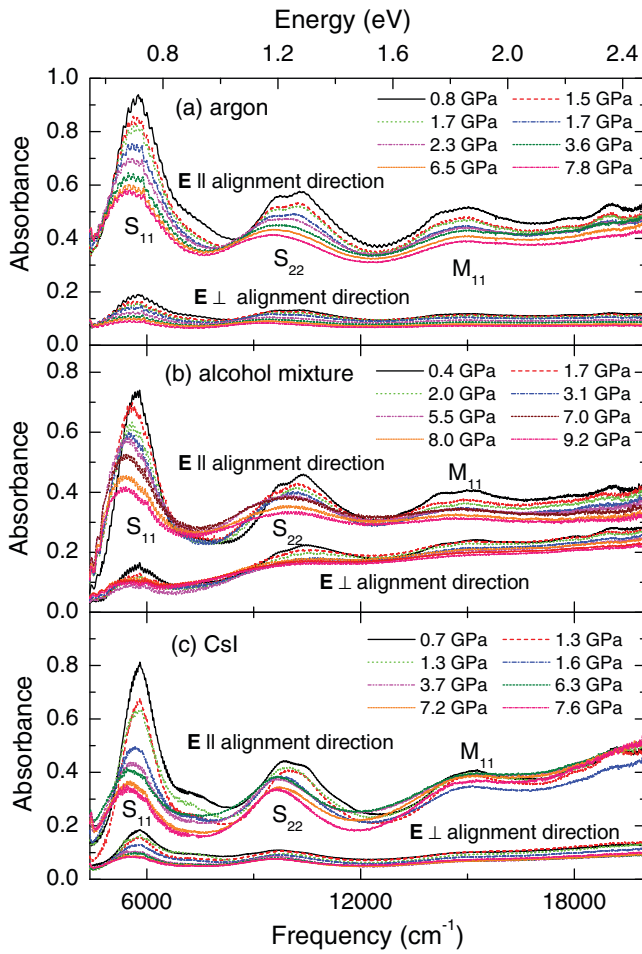 Energy (eV)
0.8 1.2 1.6 2 2.4
Absorbance
1.0
0.8
0.6
0.4
0.2
0.0
(a) argon
0.8 GPa 1.5 GPa
1.7 GPa 1.7 GPa
2.3 GPa 3.6 GPa
6.5 GPa 7.8 GPa
E || alignment direction
S11
S22
M11
E ⊥ alignment direction
Absorbance
0.8
0.6
0.4
0.2
0.0
(b) alcohol mixture
0.4 GPa 1.7 GPa
2.0 GPa 3.1 GPa
5.5 GPa 7.0 GPa
8.0 GPa 9.2 GPa
E || alignment direction
M11
S11
S22
E ⊥ alignment direction
Absorbance
0.8
0.6
0.4
0.2
0.0
(c) CsI
0.7 GPa 1.3 GPa
1.3 GPa 1.6 GPa
3.7 GPa 6.3 GPa
7.2 GPa 7.6 GPa
E || alignment direction
M11
S11
S22
E ⊥ alignment direction
6000 12000 18000
Frequency (cm-1)